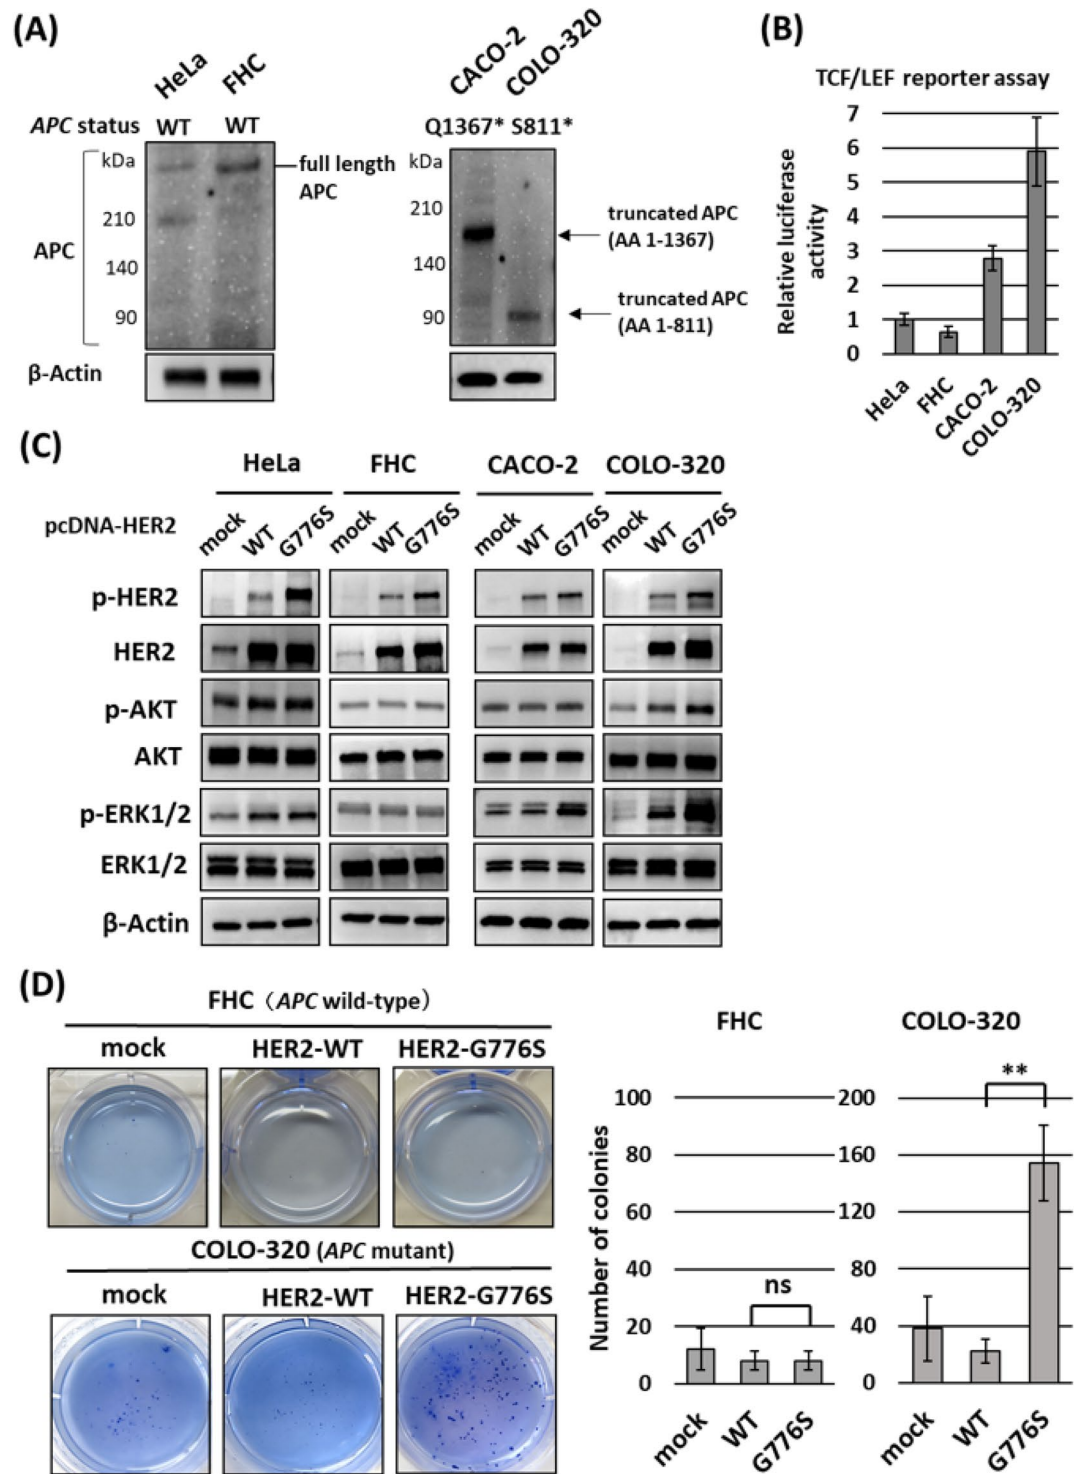 (A)
HeLa FHC
APC status WT WT
kDa
210
140
90
APC
full length
APC
β-Actin
CACO-2 COLO-320
Q1367* S811*
kDa
210
140
90
truncated APC
(AA 1-1367)
truncated APC
(AA 1-811)
(B)
TCF/LEF reporter assay
Relative luciferase
activity
7
6
5
4
3
2
1
0
HeLa FHC CACO-2 COLO-320
(C)
HeLa FHC CACO-2 COLO-320
pcDNA-HER2 mock WT G776S mock WT G776S mock WT G776S mock WT G776S
p-HER2
HER2
p-AKT
AKT
p-ERK1/2
ERK1/2
β-Actin
(D)
FHC（APC wild-type）
mock HER2-WT HER2-G776S
COLO-320 (APC mutant)
mock HER2-WT HER2-G776S
Number of colonies
FHC
100
80
60
40
20
0
ns
mock WT G776S
COLO-320
200
160
120
80
40
0
**
mock WT G776S